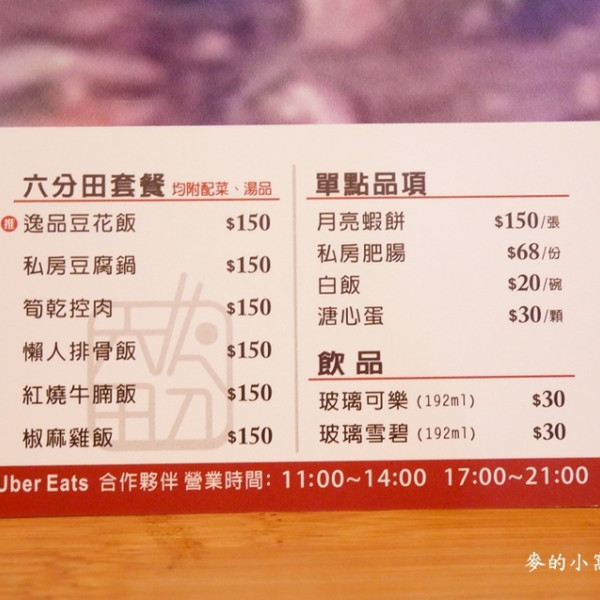 六分田套餐 均附配菜、湯品
推 逸品豆花飯 $150
私房豆腐鍋 $150
筍乾控肉 $150
懶人排骨飯 $150
紅燒牛腩飯 $150
椒麻雞飯 $150
單點品項
月亮蝦餅 $150/張
私房肥腸 $68/份
白飯 $20/碗
溏心蛋 $30/顆
飲品
玻璃可樂 (192ml) $30
玻璃雪碧 (192ml) $30
Uber Eats 合作夥伴 營業時間: 11:00~14:00 17:00~21:00
麥的小窩